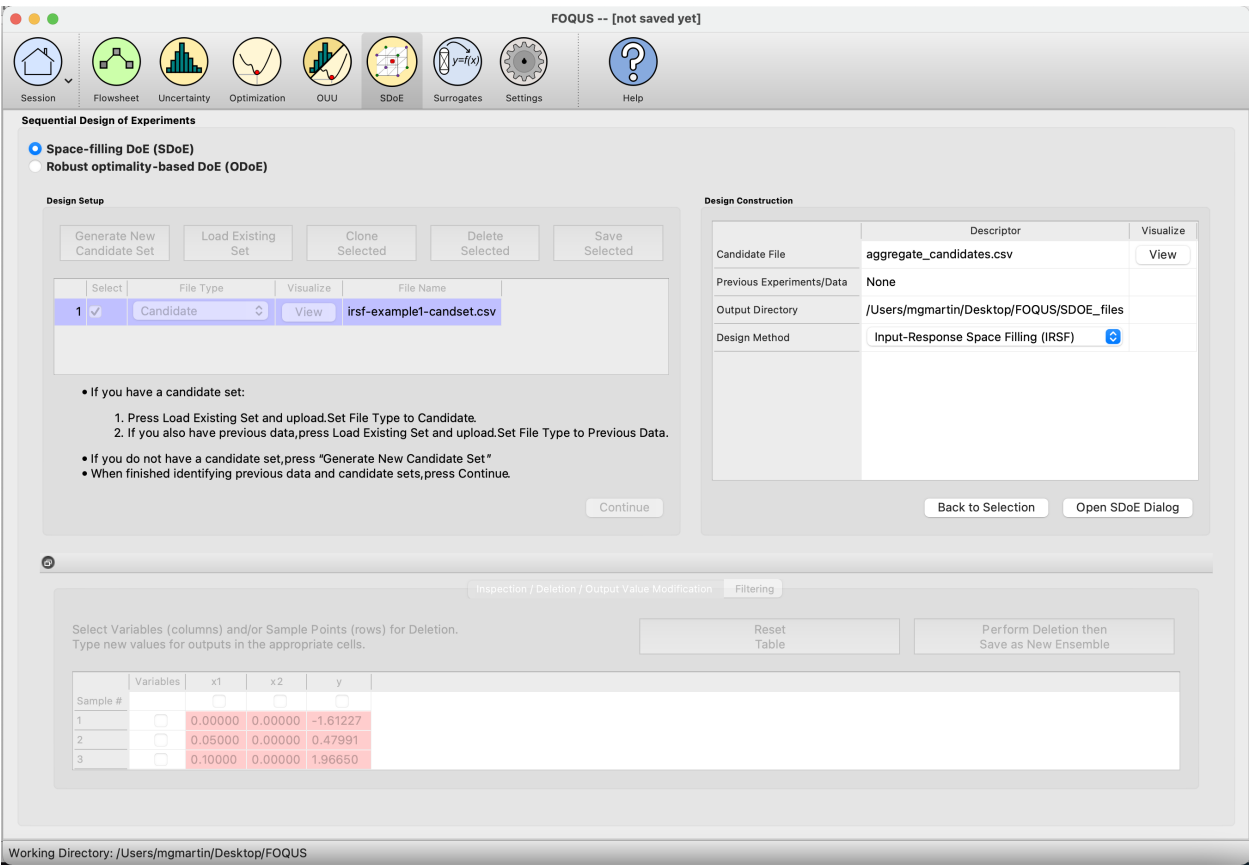 FOQUS -- [not saved yet]
y=f(x)
Session Flowsheet Uncertainty Optimization OUU SDoE Surrogates Settings Help
Sequential Design of Experiments
Space-filling DoE (SDoE)
Robust optimality-based DoE (ODoE)
Design Setup
Generate New Candidate Set
Load Existing Set
Clone Selected
Delete Selected
Save Selected
Select File Type Visualize File Name
1 Candidate View irsf-example1-candset.csv
• If you have a candidate set:
1. Press Load Existing Set and upload.Set File Type to Candidate.
2. If you also have previous data,press Load Existing Set and upload.Set File Type to Previous Data.
• If you do not have a candidate set,press "Generate New Candidate Set"
• When finished identifying previous data and candidate sets,press Continue.
Continue
Design Construction
Descriptor Visualize
Candidate File aggregate_candidates.csv View
Previous Experiments/Data None
Output Directory /Users/mgmartin/Desktop/FOQUS/SDOE_files
Design Method Input-Response Space Filling (IRSF)
Back to Selection Open SDoE Dialog
Inspection / Deletion / Output Value Modification Filtering
Select Variables (columns) and/or Sample Points (rows) for Deletion.
Type new values for outputs in the appropriate cells.
Reset
Table
Perform Deletion then
Save as New Ensemble
Variables x1 x2 y
Sample #
1 0.00000 0.00000 -1.61227
2 0.05000 0.00000 0.47991
3 0.10000 0.00000 1.96650
Working Directory: /Users/mgmartin/Desktop/FOQUS